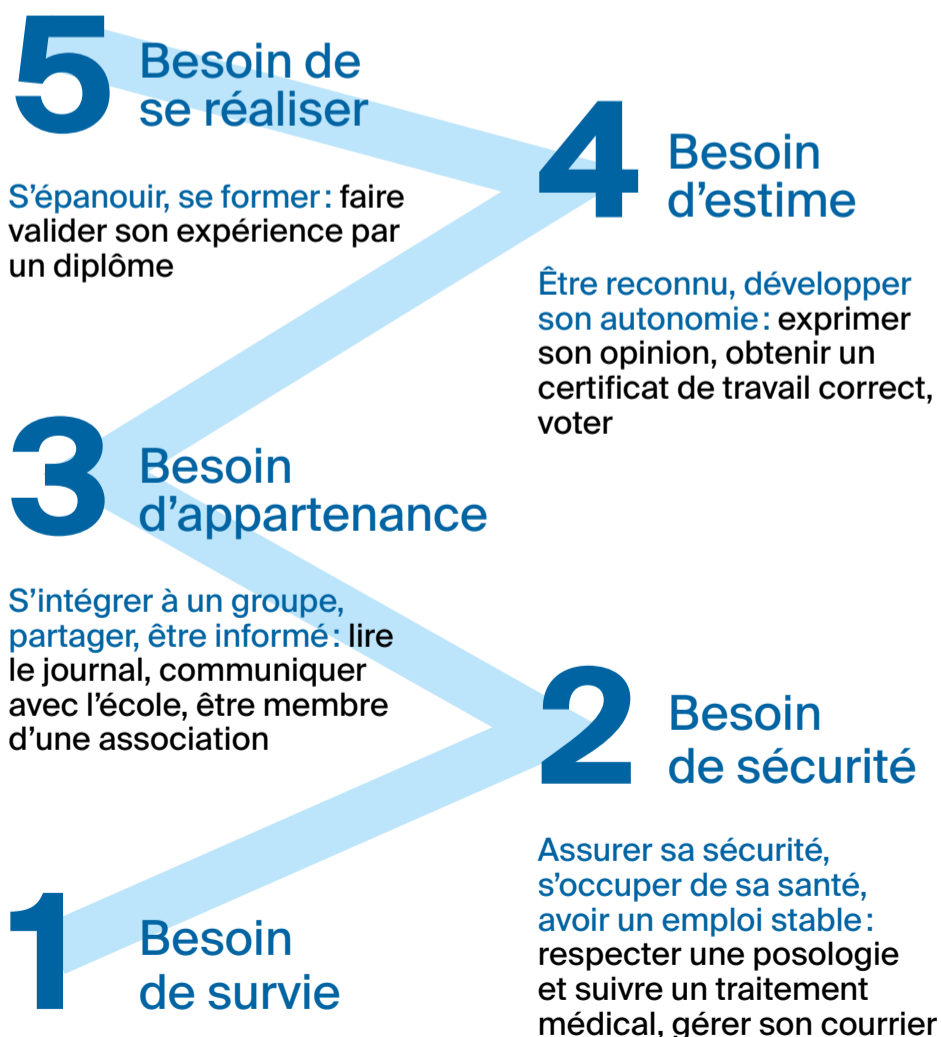 5
Besoin de
se réaliser
S’épanouir, se former : faire
valider son expérience par
un diplôme
4
Besoin
d’estime
Être reconnu, développer
son autonomie : exprimer
son opinion, obtenir un
certificat de travail correct,
voter
3
Besoin
d’appartenance
S’intégrer à un groupe,
partager, être informé : lire
le journal, communiquer
avec l’école, être membre
d’une association
2
Besoin
de sécurité
Assurer sa sécurité,
s’occuper de sa santé,
avoir un emploi stable :
respecter une posologie
et suivre un traitement
médical, gérer son courrier
1
Besoin
de survie